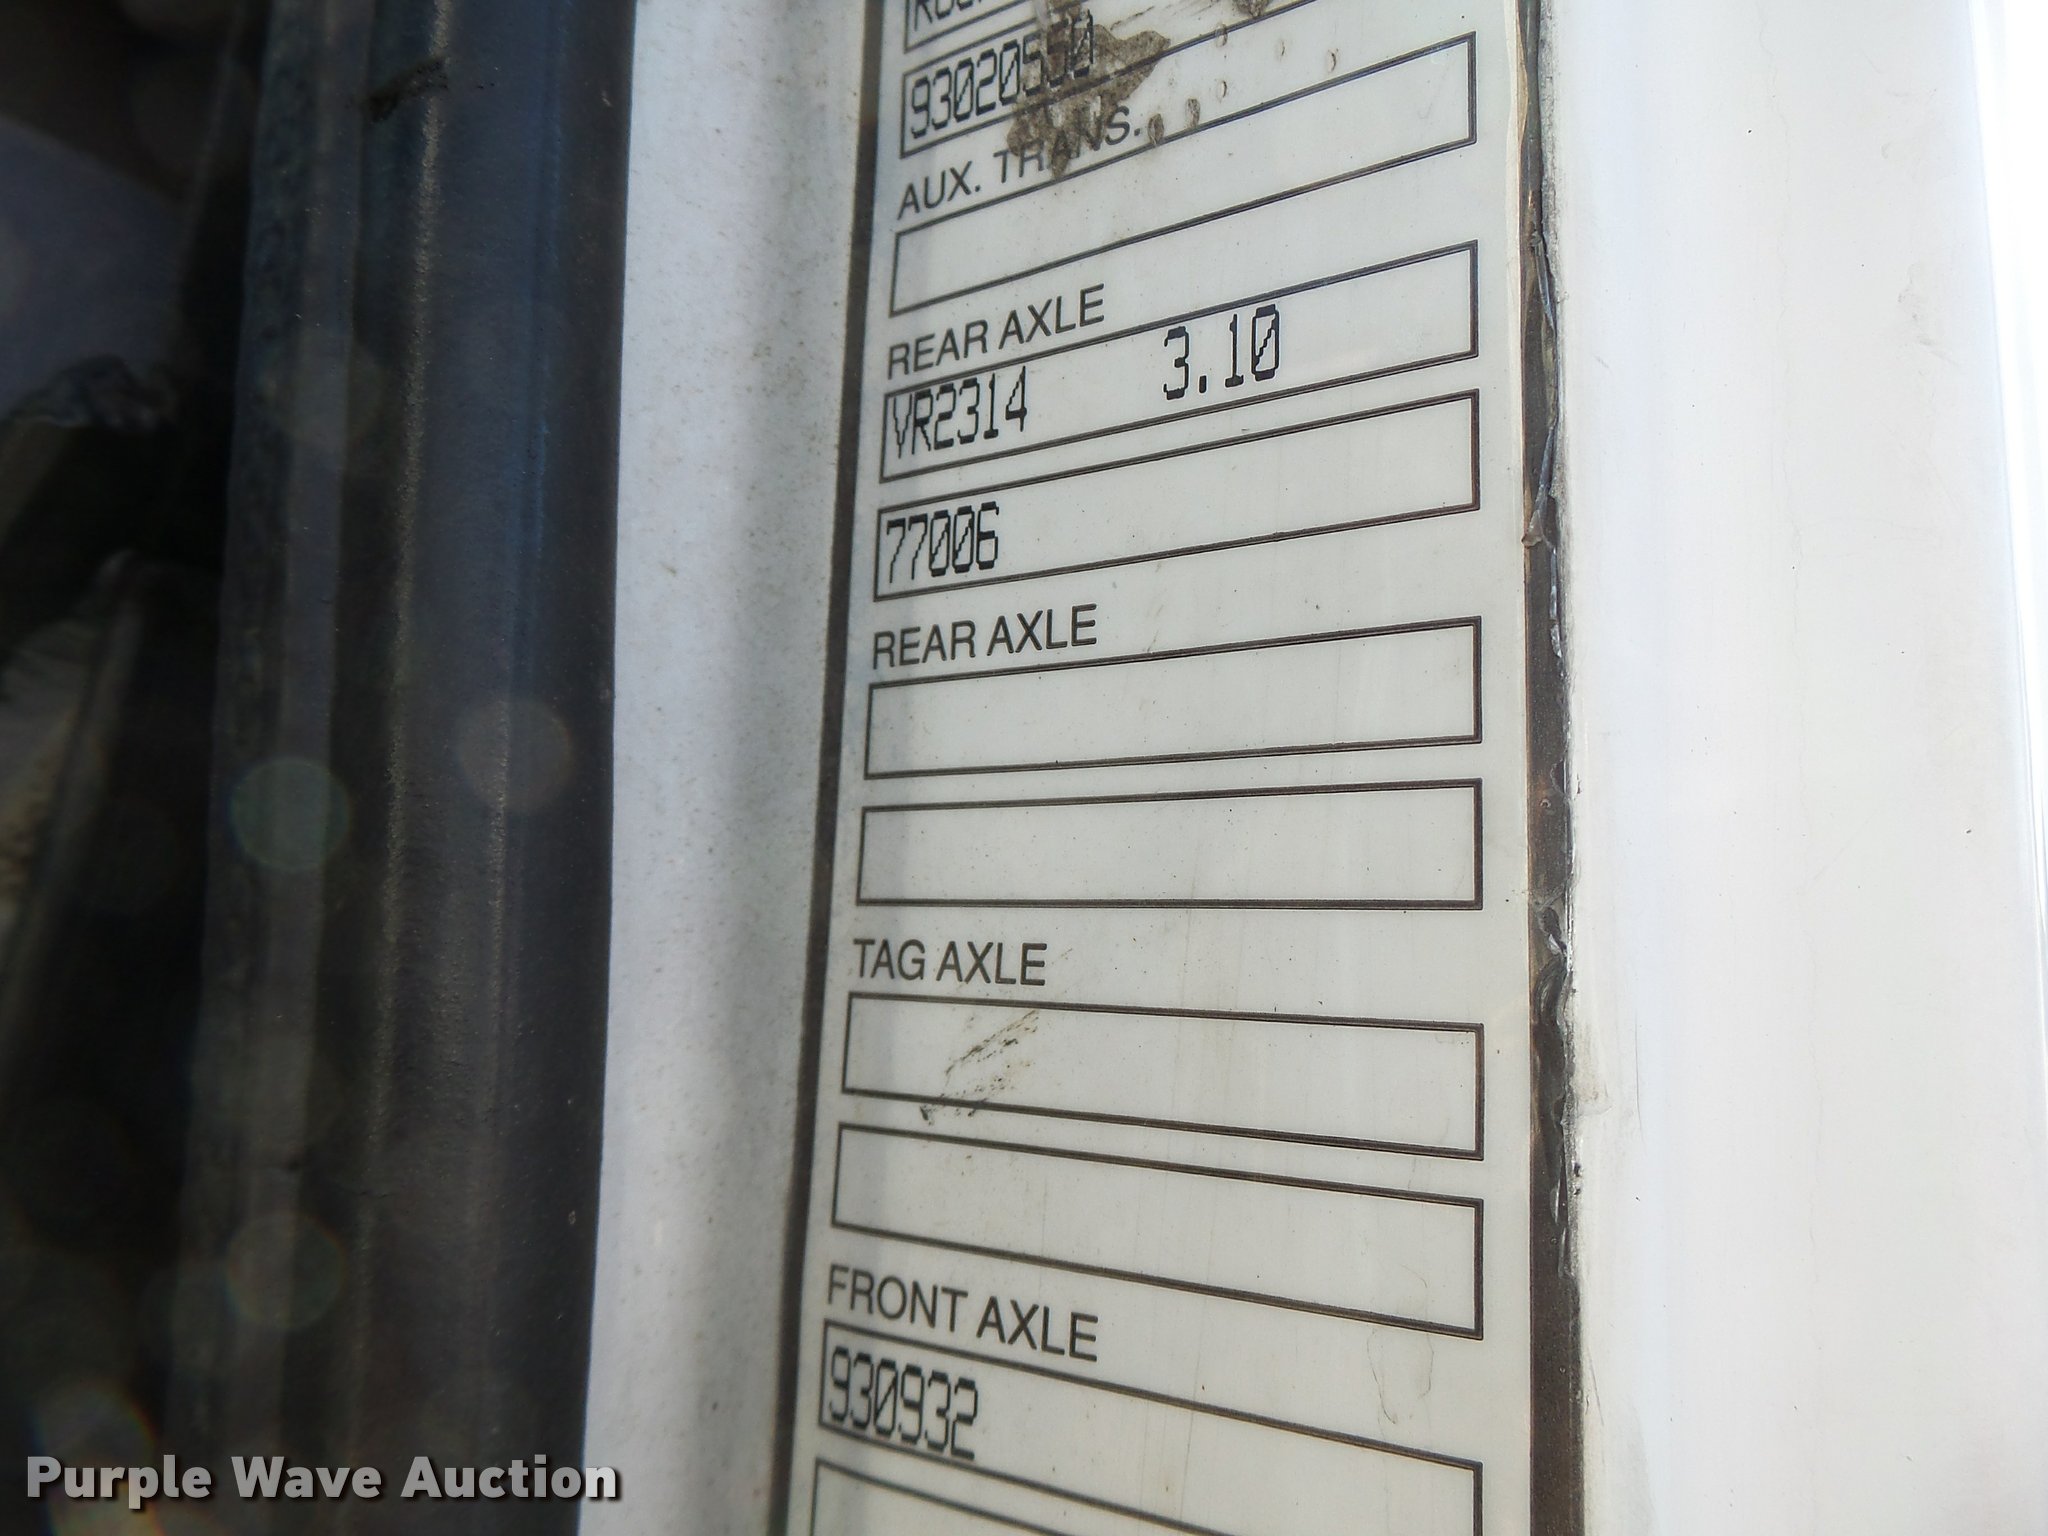 93020550
AUX. TRANS.
REAR AXLE
VR2314 3.10
77006
REAR AXLE
TAG AXLE
FRONT AXLE
930932
Purple Wave Auction